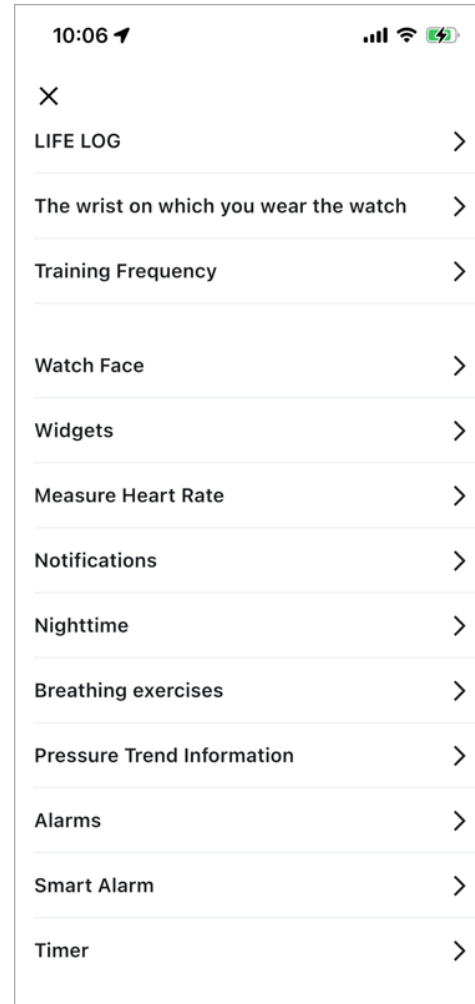 10:06
LIFE LOG
The wrist on which you wear the watch
Training Frequency
Watch Face
Widgets
Measure Heart Rate
Notifications
Nighttime
Breathing exercises
Pressure Trend Information
Alarms
Smart Alarm
Timer